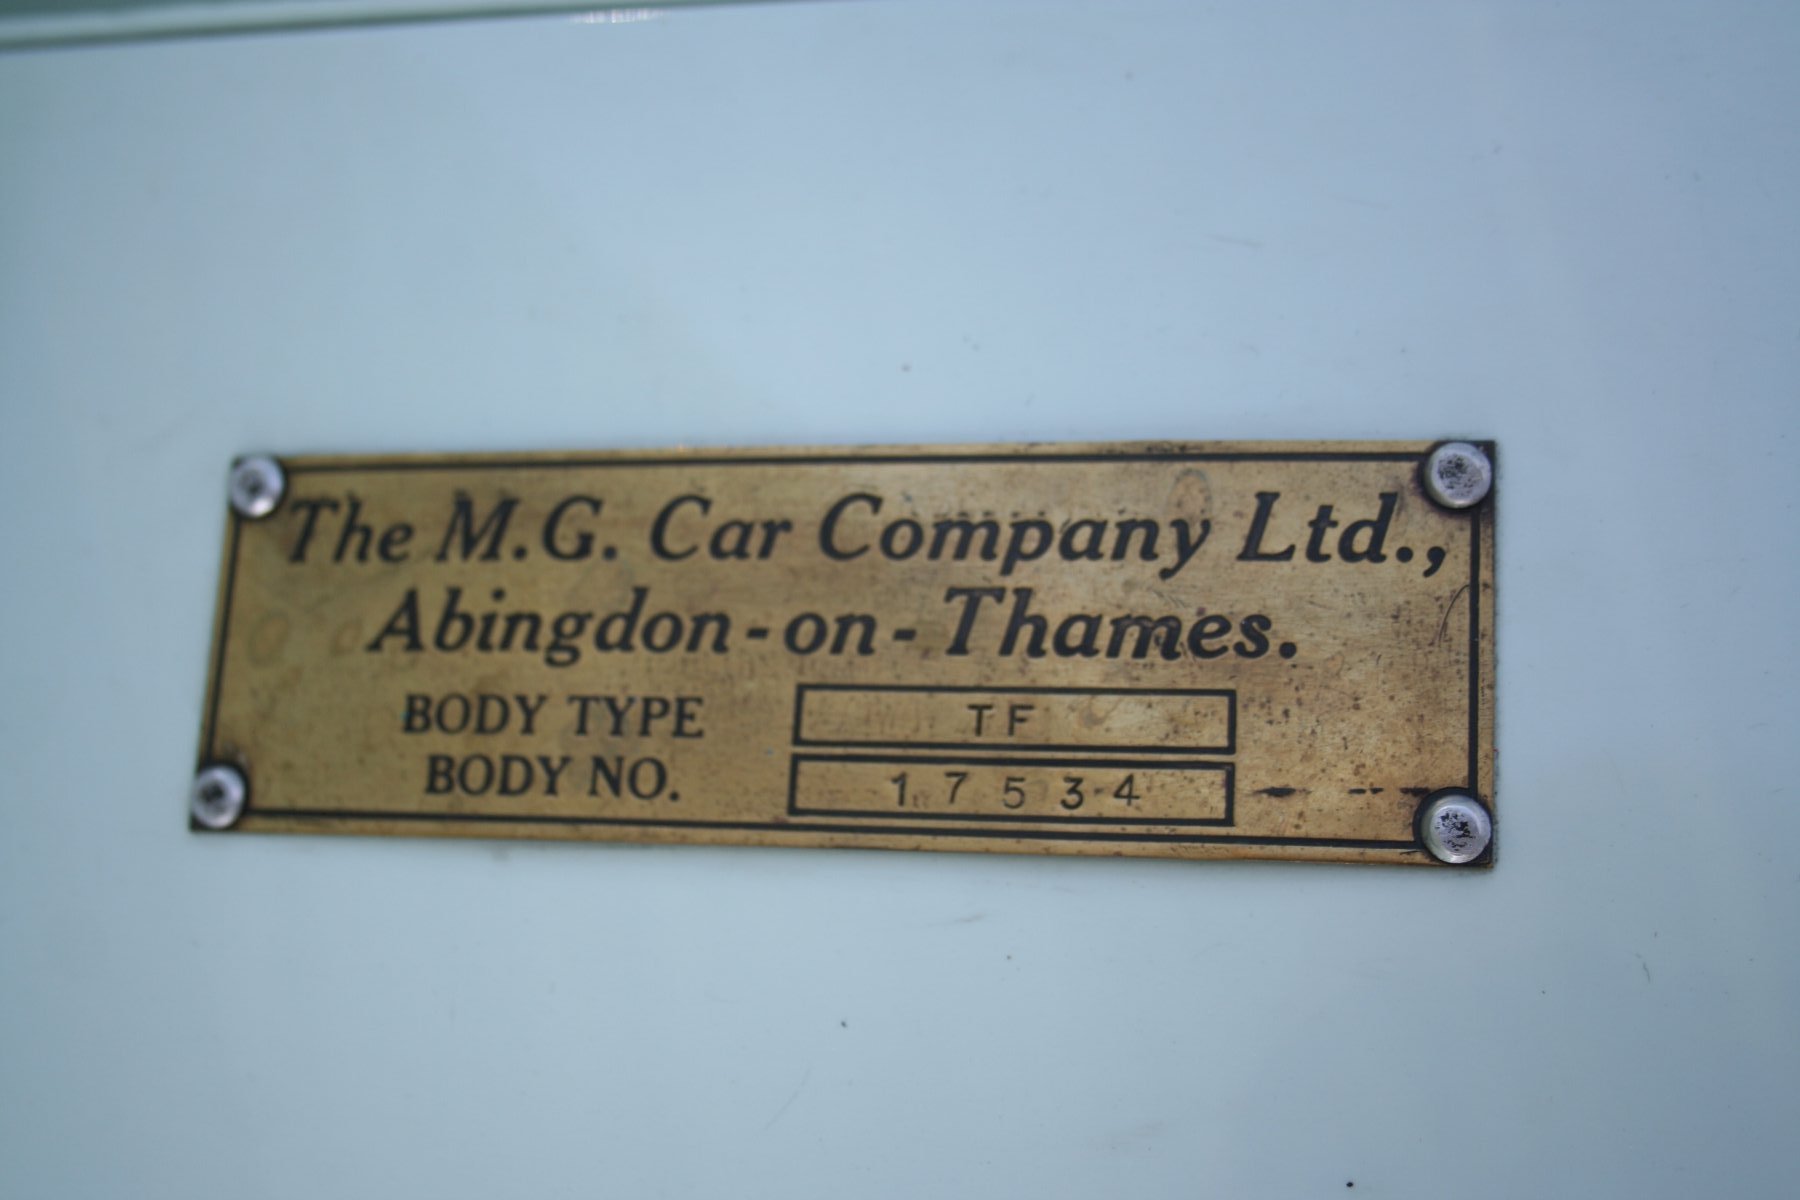 The M.G. Car Company Ltd.,
Abingdon-on-Thames.
BODY TYPE TF
BODY NO. 17534